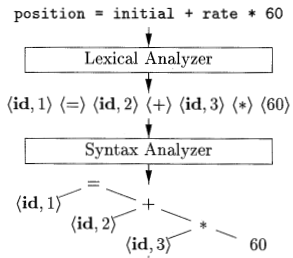 position = initial + rate * 60
Lexical Analyzer
⟨id, 1⟩ ⟨=⟩ ⟨id, 2⟩ ⟨+⟩ ⟨id, 3⟩ ⟨*⟩ ⟨60⟩
Syntax Analyzer
=
⟨id, 1⟩
+
⟨id, 2⟩
*
⟨id, 3⟩
60